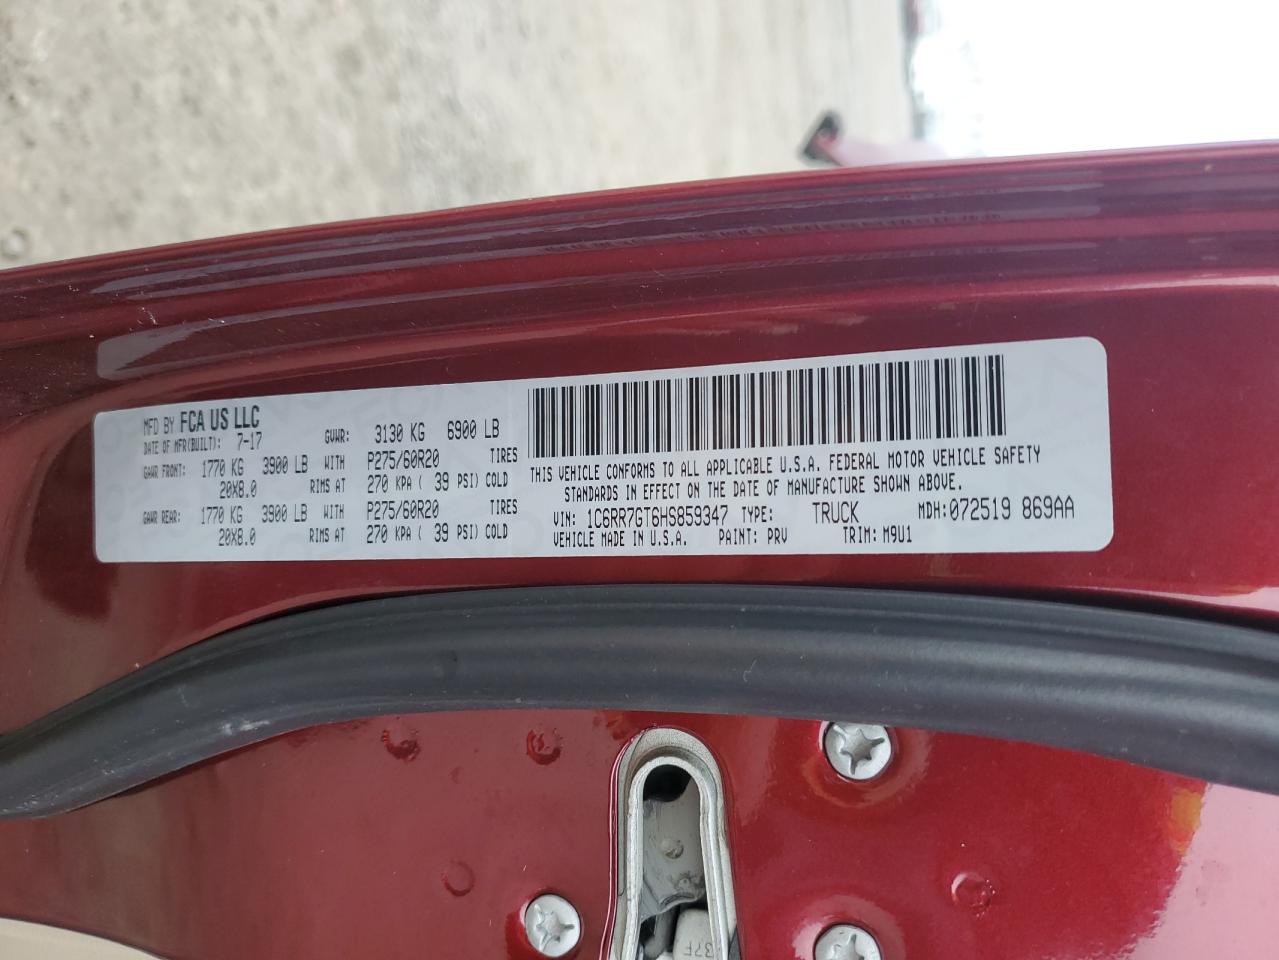 MFD BY FCA US LLC
DATE OF MFR(BUILT): 7-17 GVWR: 3130 KG 6900 LB
GAWR FRONT: 1770 KG 3900 LB WITH P275/60R20 TIRES
20X8.0 RIMS AT 270 KPA ( 39 PSI) COLD
GAWR REAR: 1770 KG 3900 LB WITH P275/60R20 TIRES
20X8.0 RIMS AT 270 KPA ( 39 PSI) COLD
THIS VEHICLE CONFORMS TO ALL APPLICABLE U.S.A. FEDERAL MOTOR VEHICLE SAFETY
STANDARDS IN EFFECT ON THE DATE OF MANUFACTURE SHOWN ABOVE.
VIN: 1C6RR7GT6HS859347 TYPE: TRUCK MDH:072519 869AA
VEHICLE MADE IN U.S.A. PAINT: PRV TRIM: M9U1